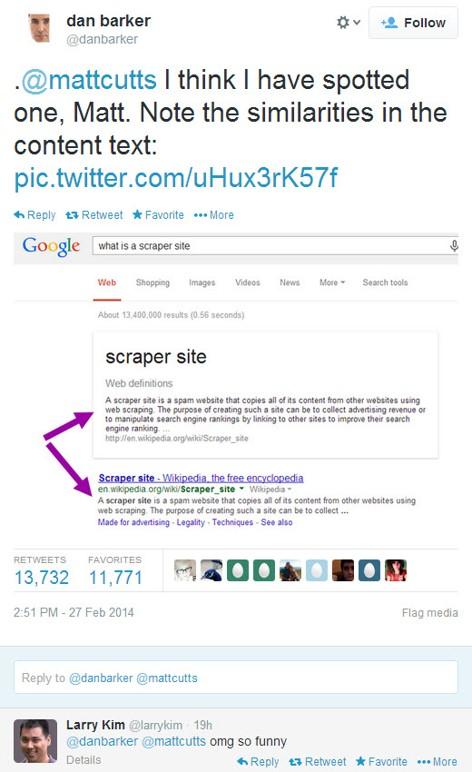 dan barker
@danbarker
Follow
.@mattcutts I think I have spotted
one, Matt. Note the similarities in the
content text:
pic.twitter.com/uHux3rK57f
Reply Retweet Favorite More
Google what is a scraper site
Web Shopping Images Videos News More Search tools
About 13,400,000 results (0.56 seconds)
scraper site
Web definitions
A scraper site is a spam website that copies all of its content from other websites using
web scraping. The purpose of creating such a site can be to collect advertising revenue or
to manipulate search engine rankings by linking to other sites to improve their search
engine ranking. ...
http://en.wikipedia.org/wiki/Scraper_site
Scraper site - Wikipedia, the free encyclopedia
en.wikipedia.org/wiki/Scraper_site Wikipedia
A scraper site is a spam website that copies all of its content from other websites using
web scraping. The purpose of creating such a site can be to collect ...
Made for advertising - Legality - Techniques - See also
RETWEETS FAVORITES
13,732 11,771
2:51 PM - 27 Feb 2014 Flag media
Reply to @danbarker @mattcutts
Larry Kim @larrykim · 19h
@danbarker @mattcutts omg so funny
Details Reply Retweet Favorite More